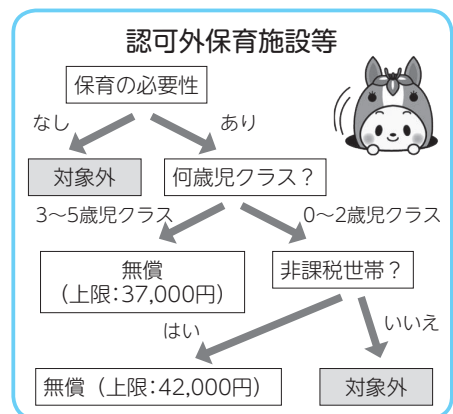 認可外保育施設等
保育の必要性
なし
あり
対象外
何歳児クラス？
3～5歳児クラス
0～2歳児クラス
無償
（上限：37,000円）
非課税世帯？
はい
いいえ
無償（上限：42,000円）
対象外